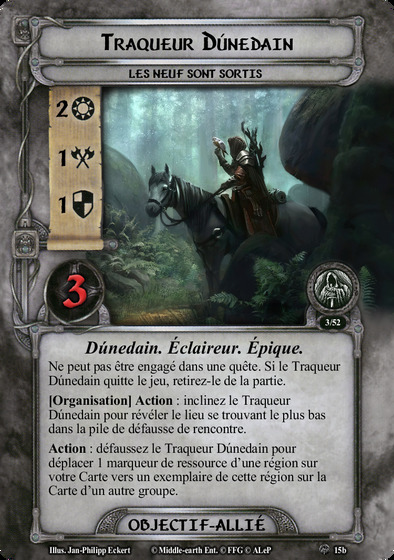 Traqueur Dúnedain
Les Neuf sont sortis
2
1
1
3
3/52
Dúnedain. Éclaireur. Épique.
Ne peut pas être engagé dans une quête. Si le Traqueur
Dúnedain quitte le jeu, retirez-le de la partie.
[Organisation] Action : inclinez le Traqueur
Dúnedain pour révéler le lieu se trouvant le plus bas
dans la pile de défausse de rencontre.
Action : défaussez le Traqueur Dúnedain pour
déplacer 1 marqueur de ressource d'une région sur
votre Carte vers un exemplaire de cette région sur la
Carte d'un autre groupe.
Objectif-Allié
Illus. Jan-Philipp Eckert © Middle-earth Ent. © FFG © ALeP 15b